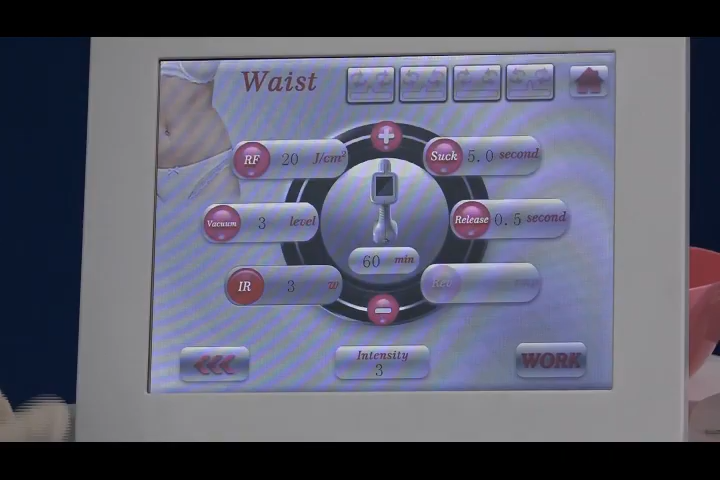 Waist
RF 20 J/cm²
Suck 5.0 second
Vacuum 3 level
Release 0.5 second
60 min
IR 3 w
Intensity
3
WORK